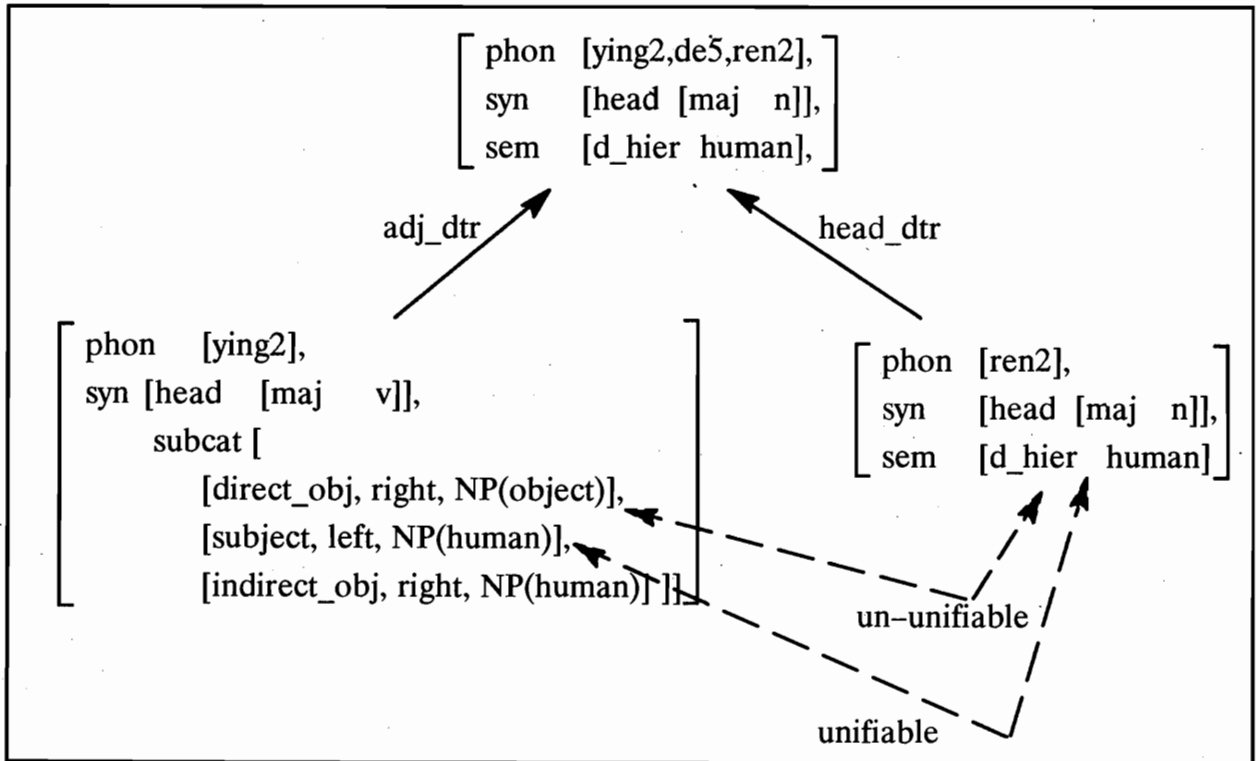 phon [ying2,de5,ren2],
syn [head [maj n]],
sem [d_hier human],
adj_dtr
head_dtr
phon [ying2],
syn [head [maj v]],
subcat [
[direct_obj, right, NP(object)],
[subject, left, NP(human)],
[indirect_obj, right, NP(human)] ]]
phon [ren2],
syn [head [maj n]],
sem [d_hier human]
un–unifiable
unifiable